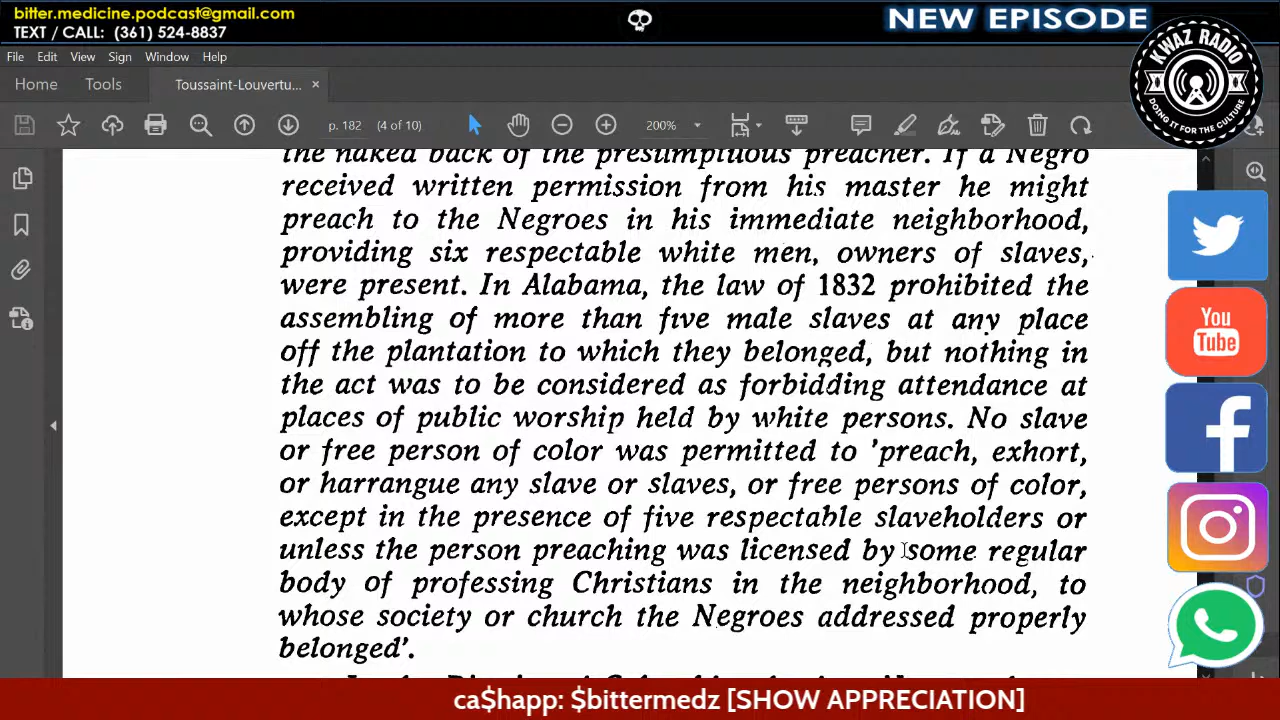 bitter.medicine.podcast@gmail.com
TEXT / CALL: (361) 524-8837
NEW EPISODE
KWAZ RADIO
DOING IT FOR THE CULTURE
File Edit View Sign Window Help
Home Tools Toussaint-Louvertu... ×
p. 182 (4 of 10) 200%
the naked back of the presumptuous preacher. If a Negro
received written permission from his master he might
preach to the Negroes in his immediate neighborhood,
providing six respectable white men, owners of slaves,
were present. In Alabama, the law of 1832 prohibited the
assembling of more than five male slaves at any place
off the plantation to which they belonged, but nothing in
the act was to be considered as forbidding attendance at
places of public worship held by white persons. No slave
or free person of color was permitted to 'preach, exhort,
or harrangue any slave or slaves, or free persons of color,
except in the presence of five respectable slaveholders or
unless the person preaching was licensed by some regular
body of professing Christians in the neighborhood, to
whose society or church the Negroes addressed properly
belonged'.
You
Tube
ca$happ: $bittermedz [SHOW APPRECIATION]